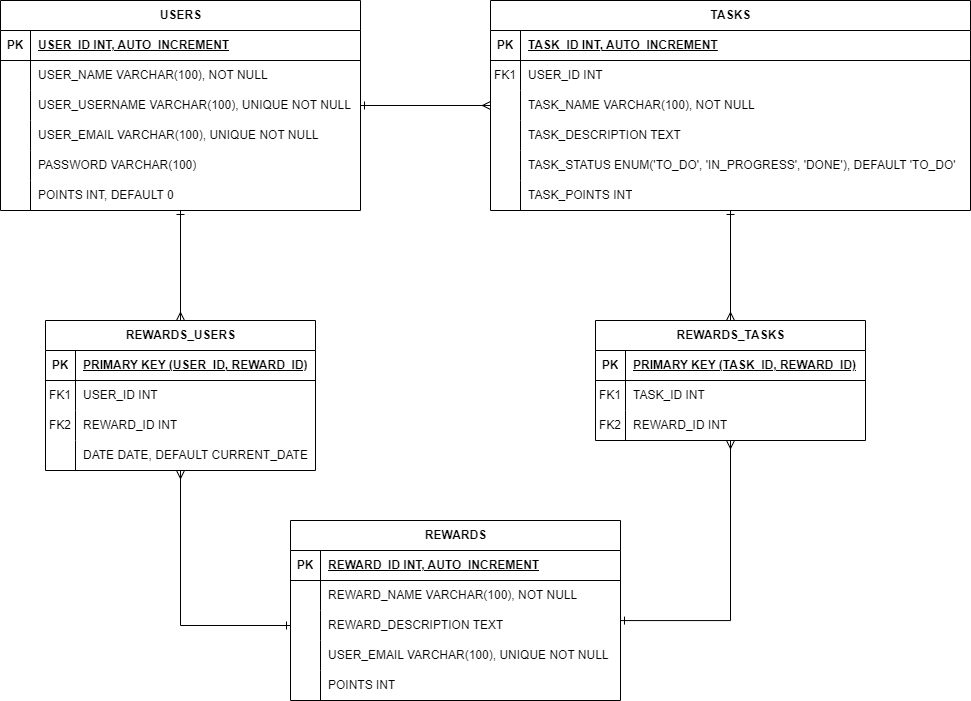 USERS
PK USER_ID INT, AUTO_INCREMENT
USER_NAME VARCHAR(100), NOT NULL
USER_USERNAME VARCHAR(100), UNIQUE NOT NULL
USER_EMAIL VARCHAR(100), UNIQUE NOT NULL
PASSWORD VARCHAR(100)
POINTS INT, DEFAULT 0
TASKS
PK TASK_ID INT, AUTO_INCREMENT
FK1 USER_ID INT
TASK_NAME VARCHAR(100), NOT NULL
TASK_DESCRIPTION TEXT
TASK_STATUS ENUM('TO_DO', 'IN_PROGRESS', 'DONE'), DEFAULT 'TO_DO'
TASK_POINTS INT
REWARDS_USERS
PK PRIMARY KEY (USER_ID, REWARD_ID)
FK1 USER_ID INT
FK2 REWARD_ID INT
DATE DATE, DEFAULT CURRENT_DATE
REWARDS_TASKS
PK PRIMARY KEY (TASK_ID, REWARD_ID)
FK1 TASK_ID INT
FK2 REWARD_ID INT
REWARDS
PK REWARD_ID INT, AUTO_INCREMENT
REWARD_NAME VARCHAR(100), NOT NULL
REWARD_DESCRIPTION TEXT
USER_EMAIL VARCHAR(100), UNIQUE NOT NULL
POINTS INT